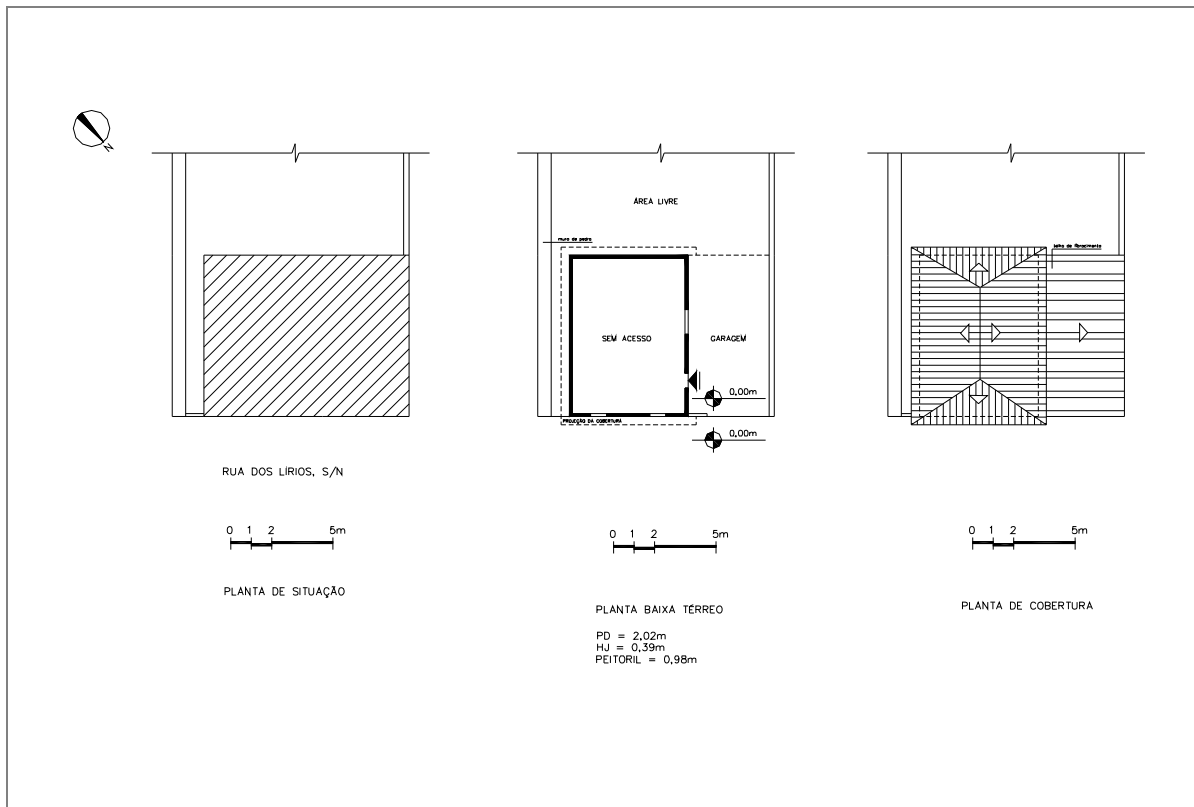 N
ÁREA LIVRE
muro de pedra
telha de fibrocimento
SEM ACESSO
GARAGEM
0,00m
PROJEÇÃO DA COBERTURA
0,00m
RUA DOS LÍRIOS, S/N
0 1 2 5m
PLANTA DE SITUAÇÃO
0 1 2 5m
PLANTA BAIXA TÉRREO
PD = 2,02m
HJ = 0,39m
PEITORIL = 0,98m
0 1 2 5m
PLANTA DE COBERTURA